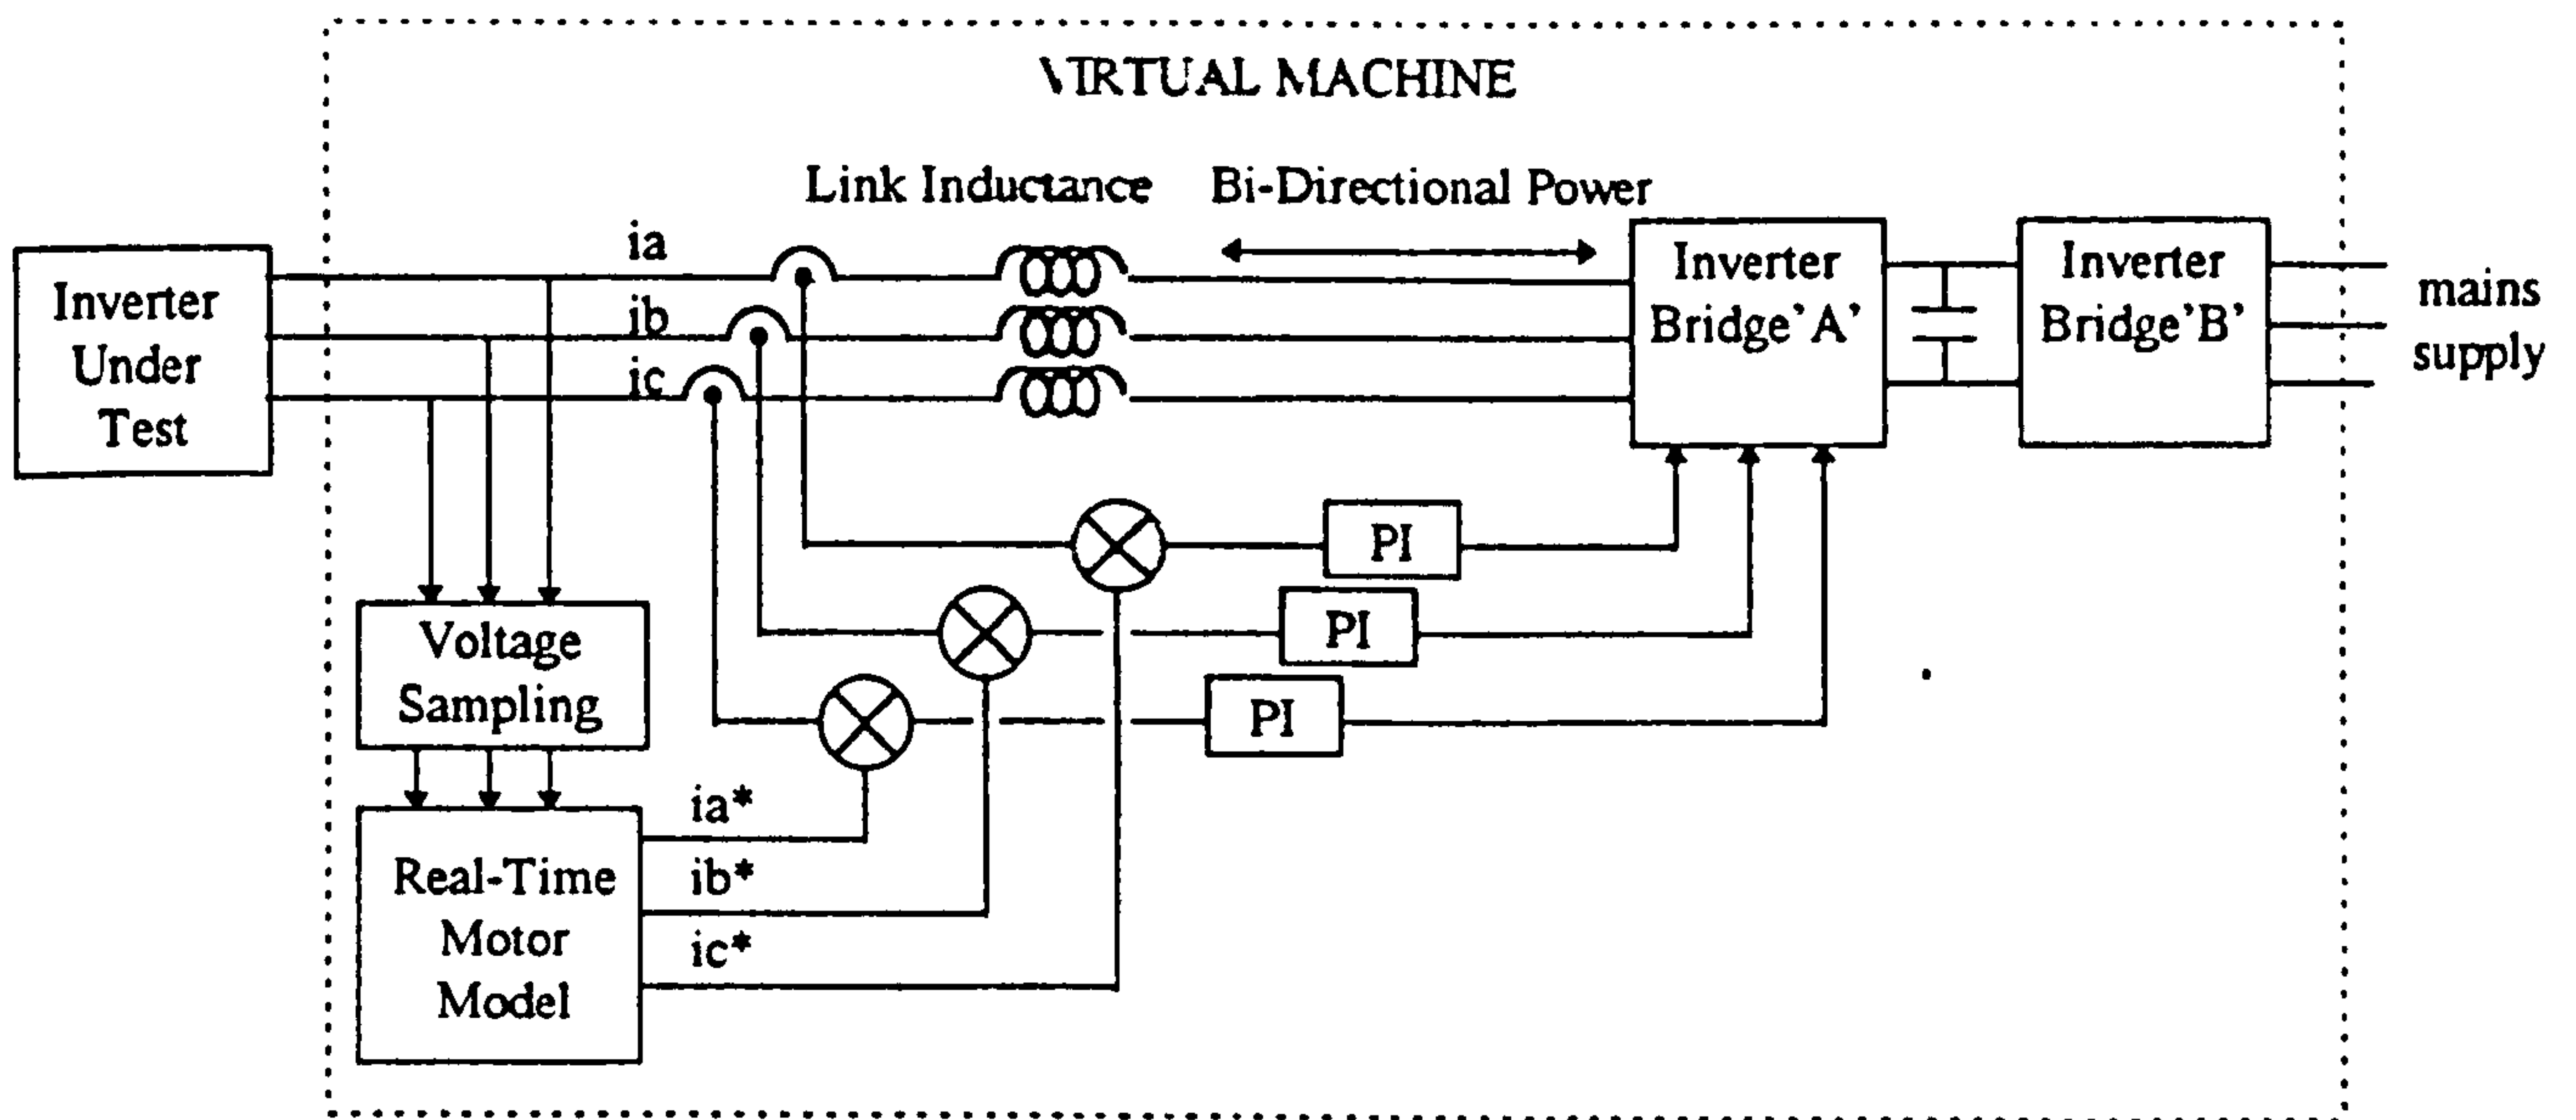 VIRTUAL MACHINE
Link Inductance
Bi-Directional Power
ia
ib
ic
Inverter
Under
Test
Inverter
Bridge'A'
Inverter
Bridge'B'
mains
supply
PI
PI
PI
Voltage
Sampling
ia*
ib*
ic*
Real-Time
Motor
Model